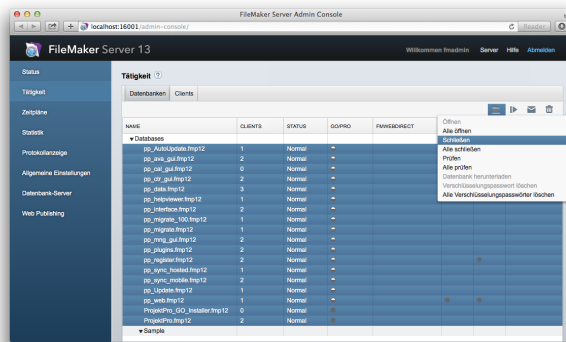 FileMaker Server Admin Console
localhost:16001/admin-console/
Reader
FileMaker Server 13
Willkommen fmadmin Server Hilfe Abmelden
Status
Tätigkeit
Zeitpläne
Statistik
Protokollanzeige
Allgemeine Einstellungen
Datenbank-Server
Web Publishing
Tätigkeit ?
Datenbanken Clients
Öffnen
Alle öffnen
Schließen
Alle schließen
Prüfen
Alle prüfen
Datenbank herunterladen
Verschlüsselungspasswort löschen
Alle Verschlüsselungspasswörter löschen
NAME CLIENTS STATUS GO/PRO FMWEBDIRECT
Databases
pp_AutoUpdate.fmp12 1 Normal
pp_ava_gui.fmp12 2 Normal
pp_cal_gui.fmp12 0 Normal
pp_czr_gui.fmp12 2 Normal
pp_data.fmp12 3 Normal
pp_helpviewer.fmp12 1 Normal
pp_interface.fmp12 2 Normal
pp_migrate_100.fmp12 1 Normal
pp_migrate.fmp12 1 Normal
pp_mng_gui.fmp12 2 Normal
pp_plugins.fmp12 2 Normal
pp_register.fmp12 2 Normal
pp_sync_hosted.fmp12 1 Normal
pp_sync_mobile.fmp12 2 Normal
pp_Update.fmp12 1 Normal
pp_web.fmp12 1 Normal
ProjektPro_GO_Installer.fmp12 0 Normal
ProjektPro.fmp12 2 Normal
Sample